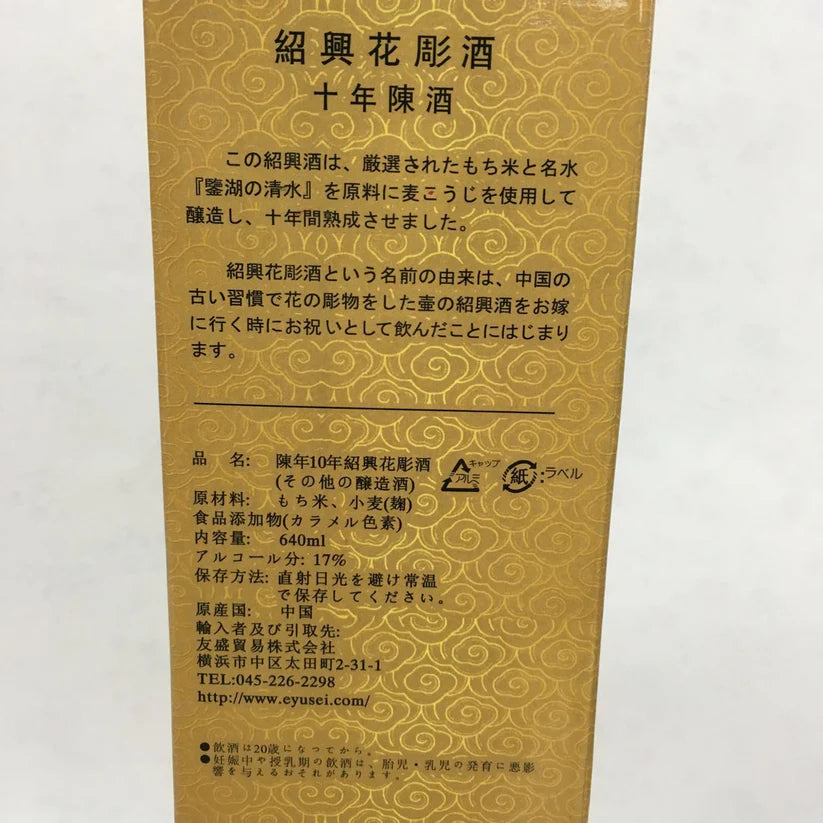 紹興花彫酒
十年陳酒
この紹興酒は、厳選されたもち米と名水
『鑒湖の清水』を原料に麦こうじを使用して
醸造し、十年間熟成させました。
紹興花彫酒という名前の由来は、中国の
古い習慣で花の彫物をした壷の紹興酒をお嫁
に行く時にお祝いとして飲んだことにはじまり
ます。
品　名: 陳年10年紹興花彫酒
(その他の醸造酒)
キャップ
アルミ
紙:ラベル
原材料: もち米、小麦(麹)
食品添加物(カラメル色素)
内容量: 640ml
アルコール分: 17%
保存方法: 直射日光を避け常温
で保存してください。
原産国: 中国
輸入者及び引取先:
友盛貿易株式会社
横浜市中区太田町2-31-1
TEL:045-226-2298
http://www.eyusei.com/
●飲酒は20歳になつてから。
●妊娠中や授乳期の飲酒は、胎児・乳児の発育に悪影
響を与えるおそれがあります。